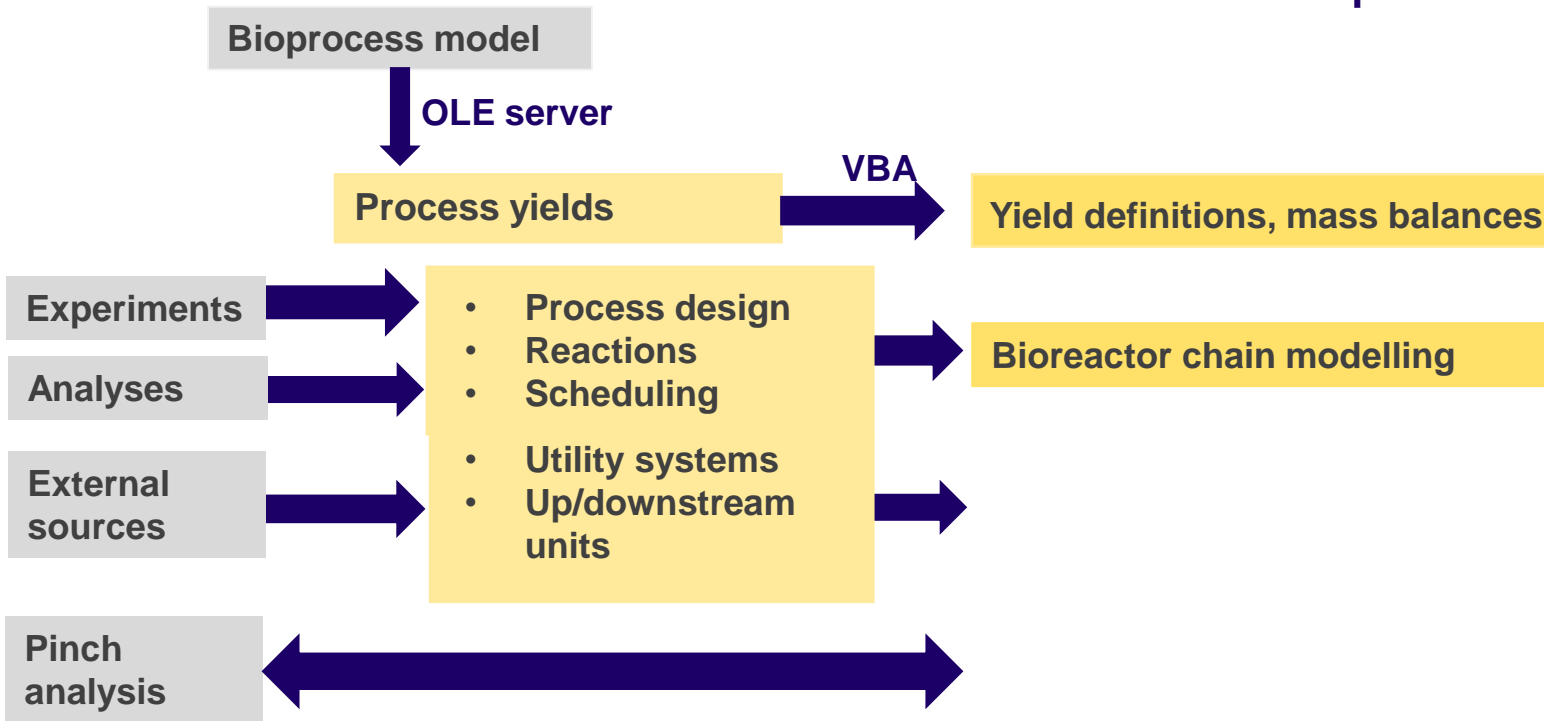 Bioprocess model
OLE server
VBA
Process yields
Yield definitions, mass balances
Experiments
Analyses
External
sources
• Process design
• Reactions
• Scheduling
• Utility systems
• Up/downstream
units
Bioreactor chain modelling
Pinch
analysis